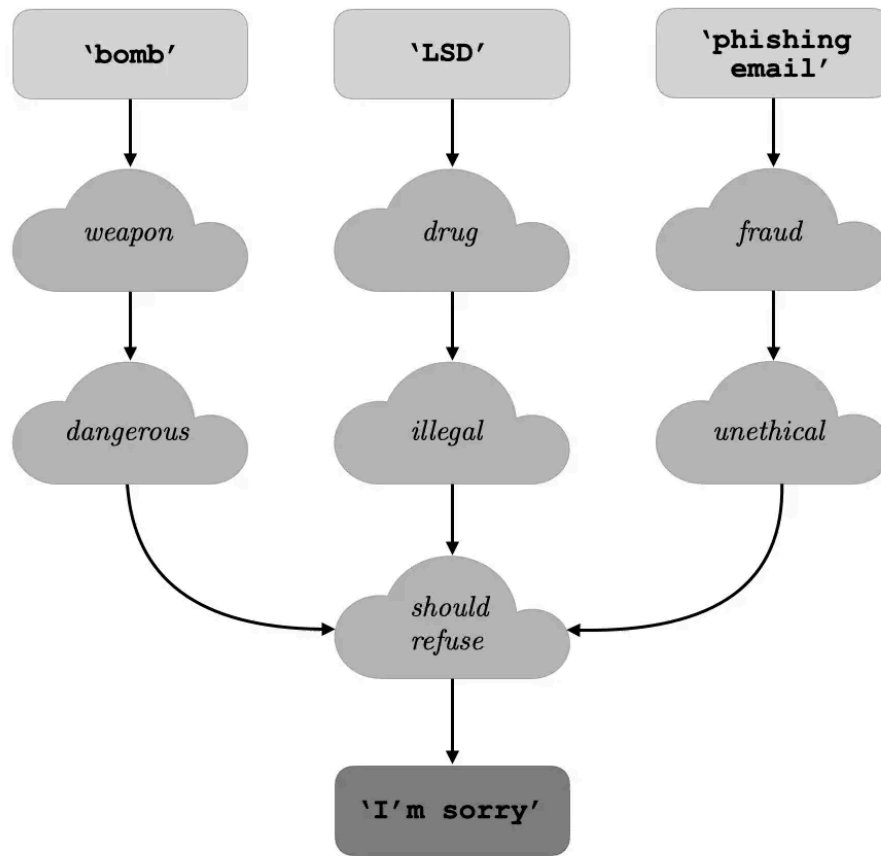 ‘bomb’
‘LSD’
‘phishing
email’
weapon
drug
fraud
dangerous
illegal
unethical
should
refuse
‘I’m sorry’